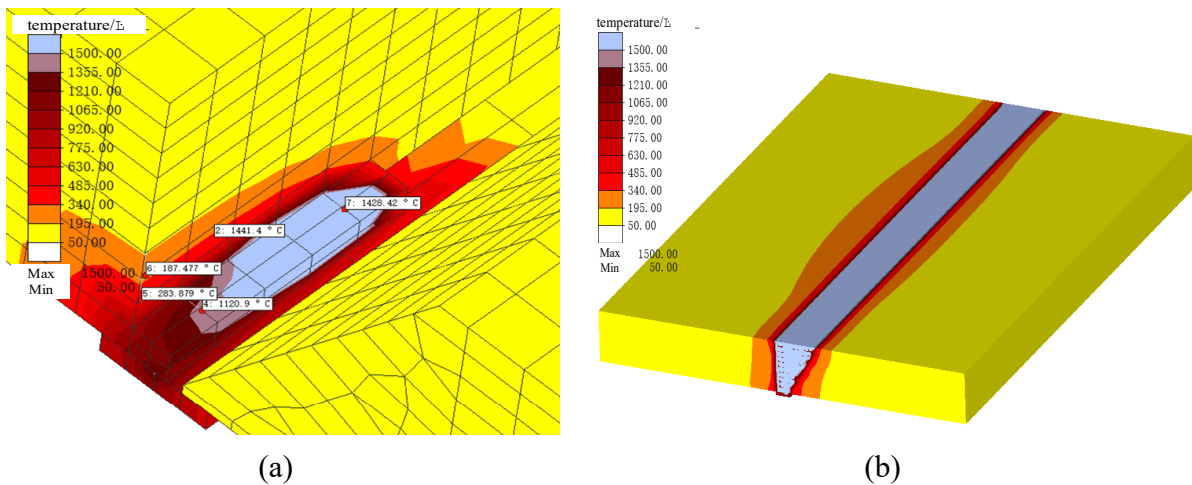 temperature/Ł
1500.00
1355.00
1210.00
1065.00
920.00
775.00
630.00
485.00
340.00
195.00
50.00
Max 1500.00
Min 50.00
7: 1428.42 ° C
2: 1441.4 ° C
6: 187.477 ° C
5: 283.879 ° C
4: 1120.9 ° C
(a)
temperature/Ł
1500.00
1355.00
1210.00
1065.00
920.00
775.00
630.00
485.00
340.00
195.00
50.00
Max 1500.00
Min 50.00
(b)